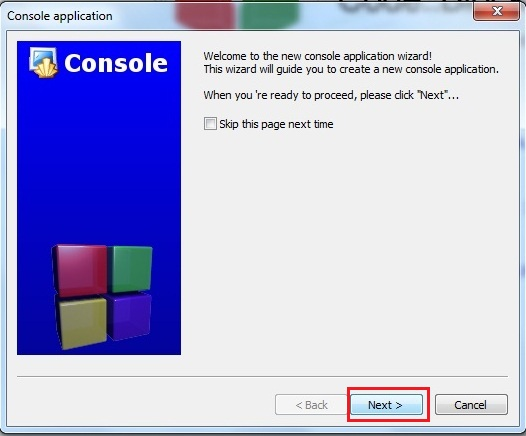 Console application
Console
Welcome to the new console application wizard!
This wizard will guide you to create a new console application.
When you 're ready to proceed, please click "Next"...
Skip this page next time
< Back
Next >
Cancel